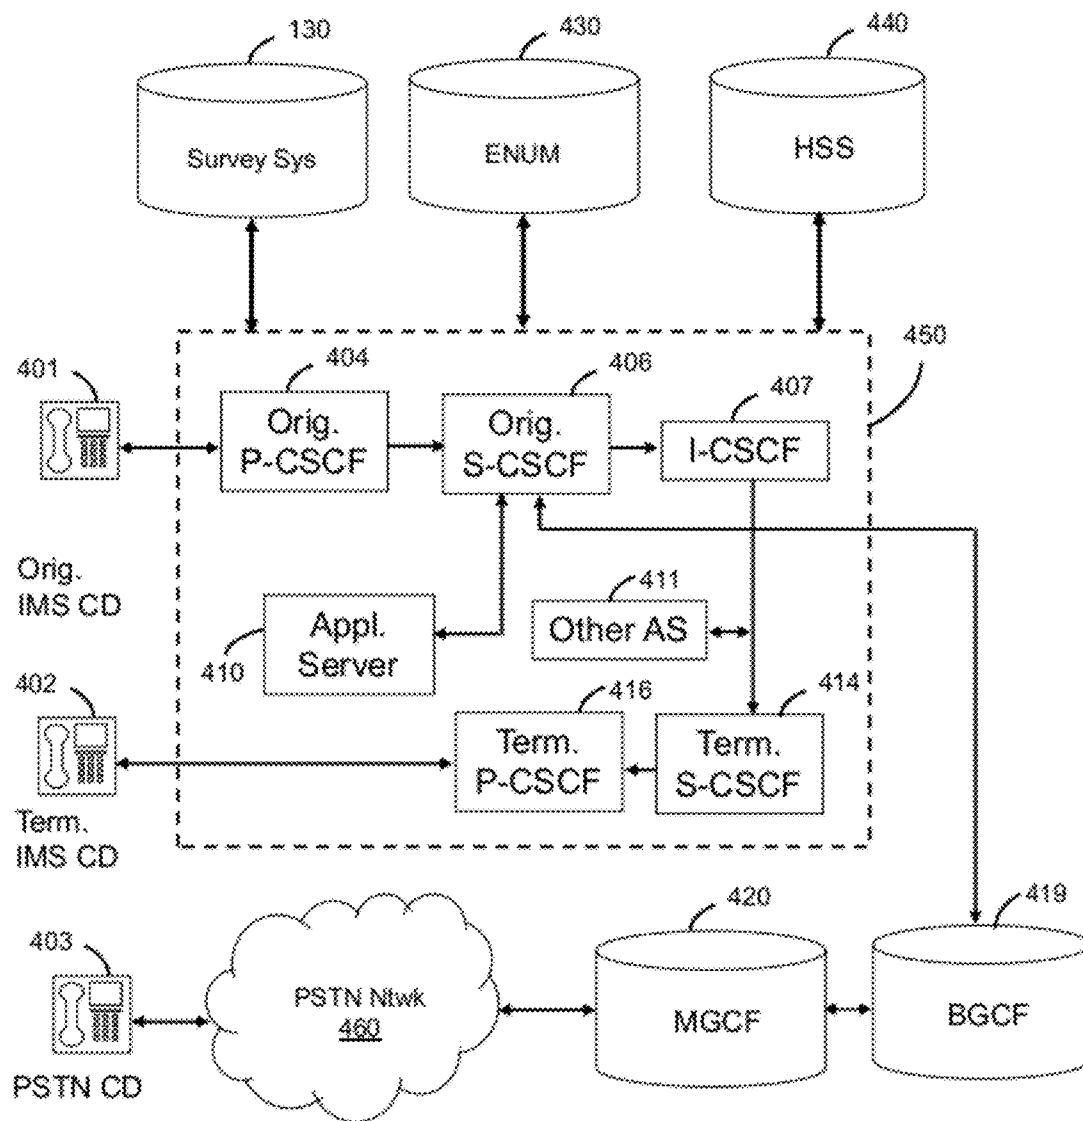 130
430
440
Survey Sys
ENUM
HSS
450
401
404
406
407
Orig.
P-CSCF
Orig.
S-CSCF
I-CSCF
Orig.
IMS CD
411
Appl.
Server
Other AS
410
402
416
414
Term.
P-CSCF
Term.
S-CSCF
Term.
IMS CD
420
419
403
PSTN Ntwk
460
MGCF
BGCF
PSTN CD